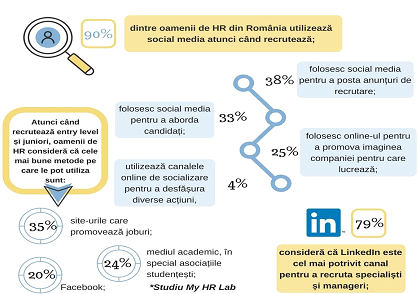 90%
dintre oamenii de HR din România utilizează
social media atunci când recrutează;
38%
folosesc social media
pentru a posta anunțuri de
recrutare;
folosesc social media
pentru a aborda
candidați;
33%
25%
folosesc online-ul pentru
a promova imaginea
companiei pentru care
lucrează;
utilizează canalele
online de socializare
pentru a desfășura
diverse acțiuni,
4%
Atunci când
recrutează entry level
și juniori, oamenii de
HR consideră că cele
mai bune metode pe
care le pot utiliza
sunt:
35%
site-urile care
promovează joburi;
24%
mediul academic, în
special asociațiile
studențești;
20%
Facebook;
*Studiu My HR Lab
in
79%
consideră că LinkedIn este
cel mai potrivit canal
pentru a recruta specialiști
și manageri;